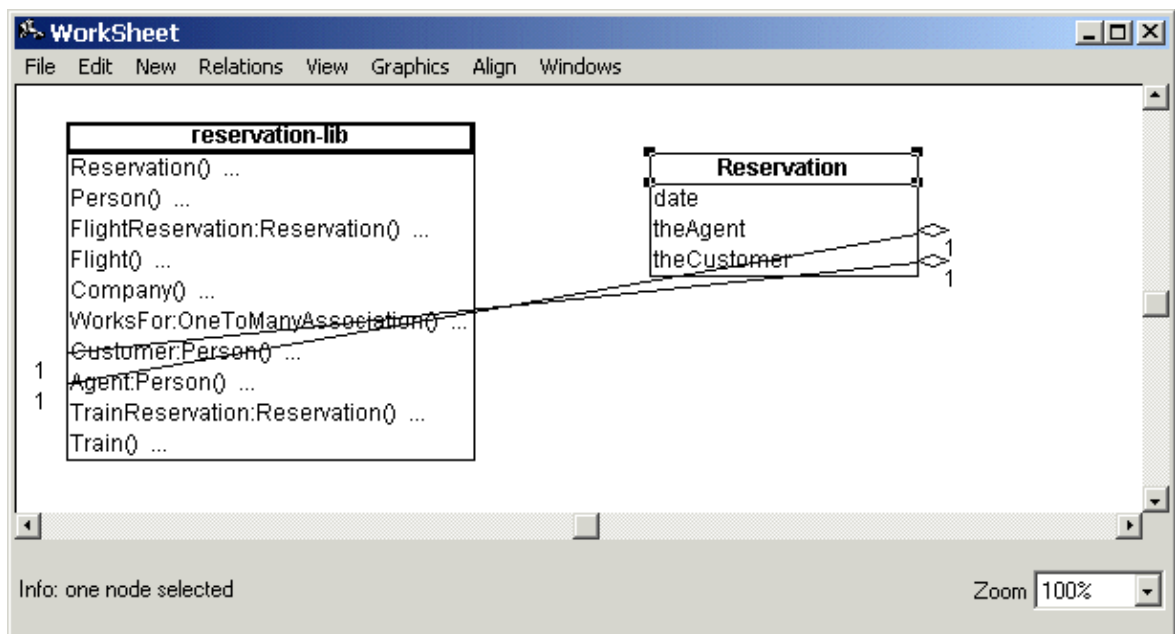 WorkSheet
File Edit New Relations View Graphics Align Windows
reservation-lib
Reservation() ...
Person() ...
FlightReservation:Reservation() ...
Flight() ...
Company() ...
WorksFor:OneToManyAssociation() ...
Customer:Person() ...
Agent:Person() ...
TrainReservation:Reservation() ...
Train() ...
1
1
Reservation
date
theAgent
theCustomer
1
1
Info: one node selected
Zoom 100%